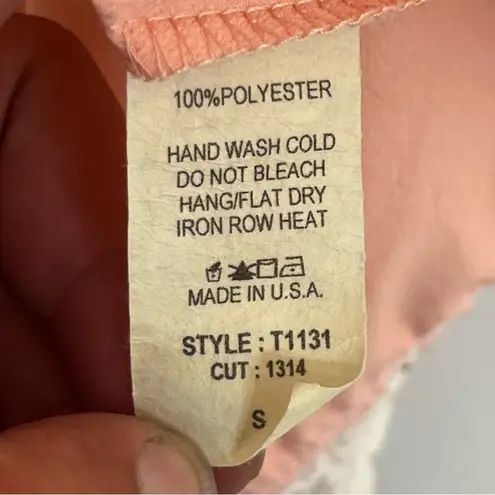 100%POLYESTER
HAND WASH COLD
DO NOT BLEACH
HANG/FLAT DRY
IRON ROW HEAT
MADE IN U.S.A.
STYLE : T1131
CUT : 1314
S